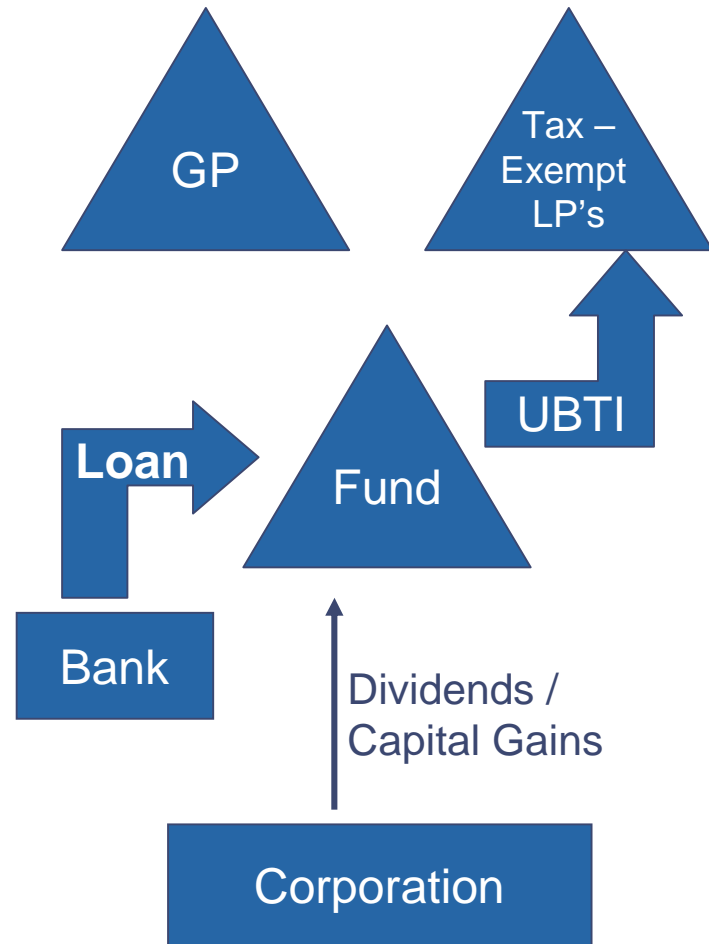 GP
Tax –
Exempt
LP's
UBTI
Loan
Fund
Bank
Dividends /
Capital Gains
Corporation